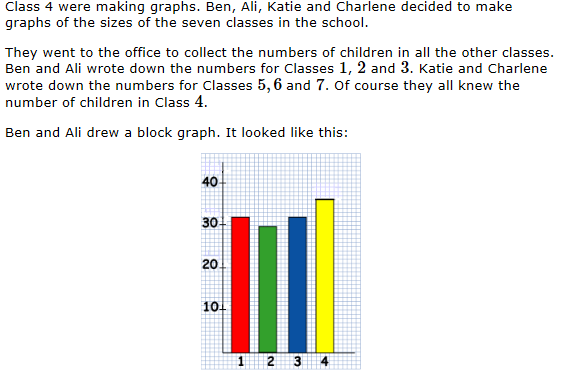 Class 4 were making graphs. Ben, Ali, Katie and Charlene decided to make
graphs of the sizes of the seven classes in the school.
They went to the office to collect the numbers of children in all the other classes.
Ben and Ali wrote down the numbers for Classes 1, 2 and 3. Katie and Charlene
wrote down the numbers for Classes 5, 6 and 7. Of course they all knew the
number of children in Class 4.
Ben and Ali drew a block graph. It looked like this:
40
30
20
10
1 2 3 4